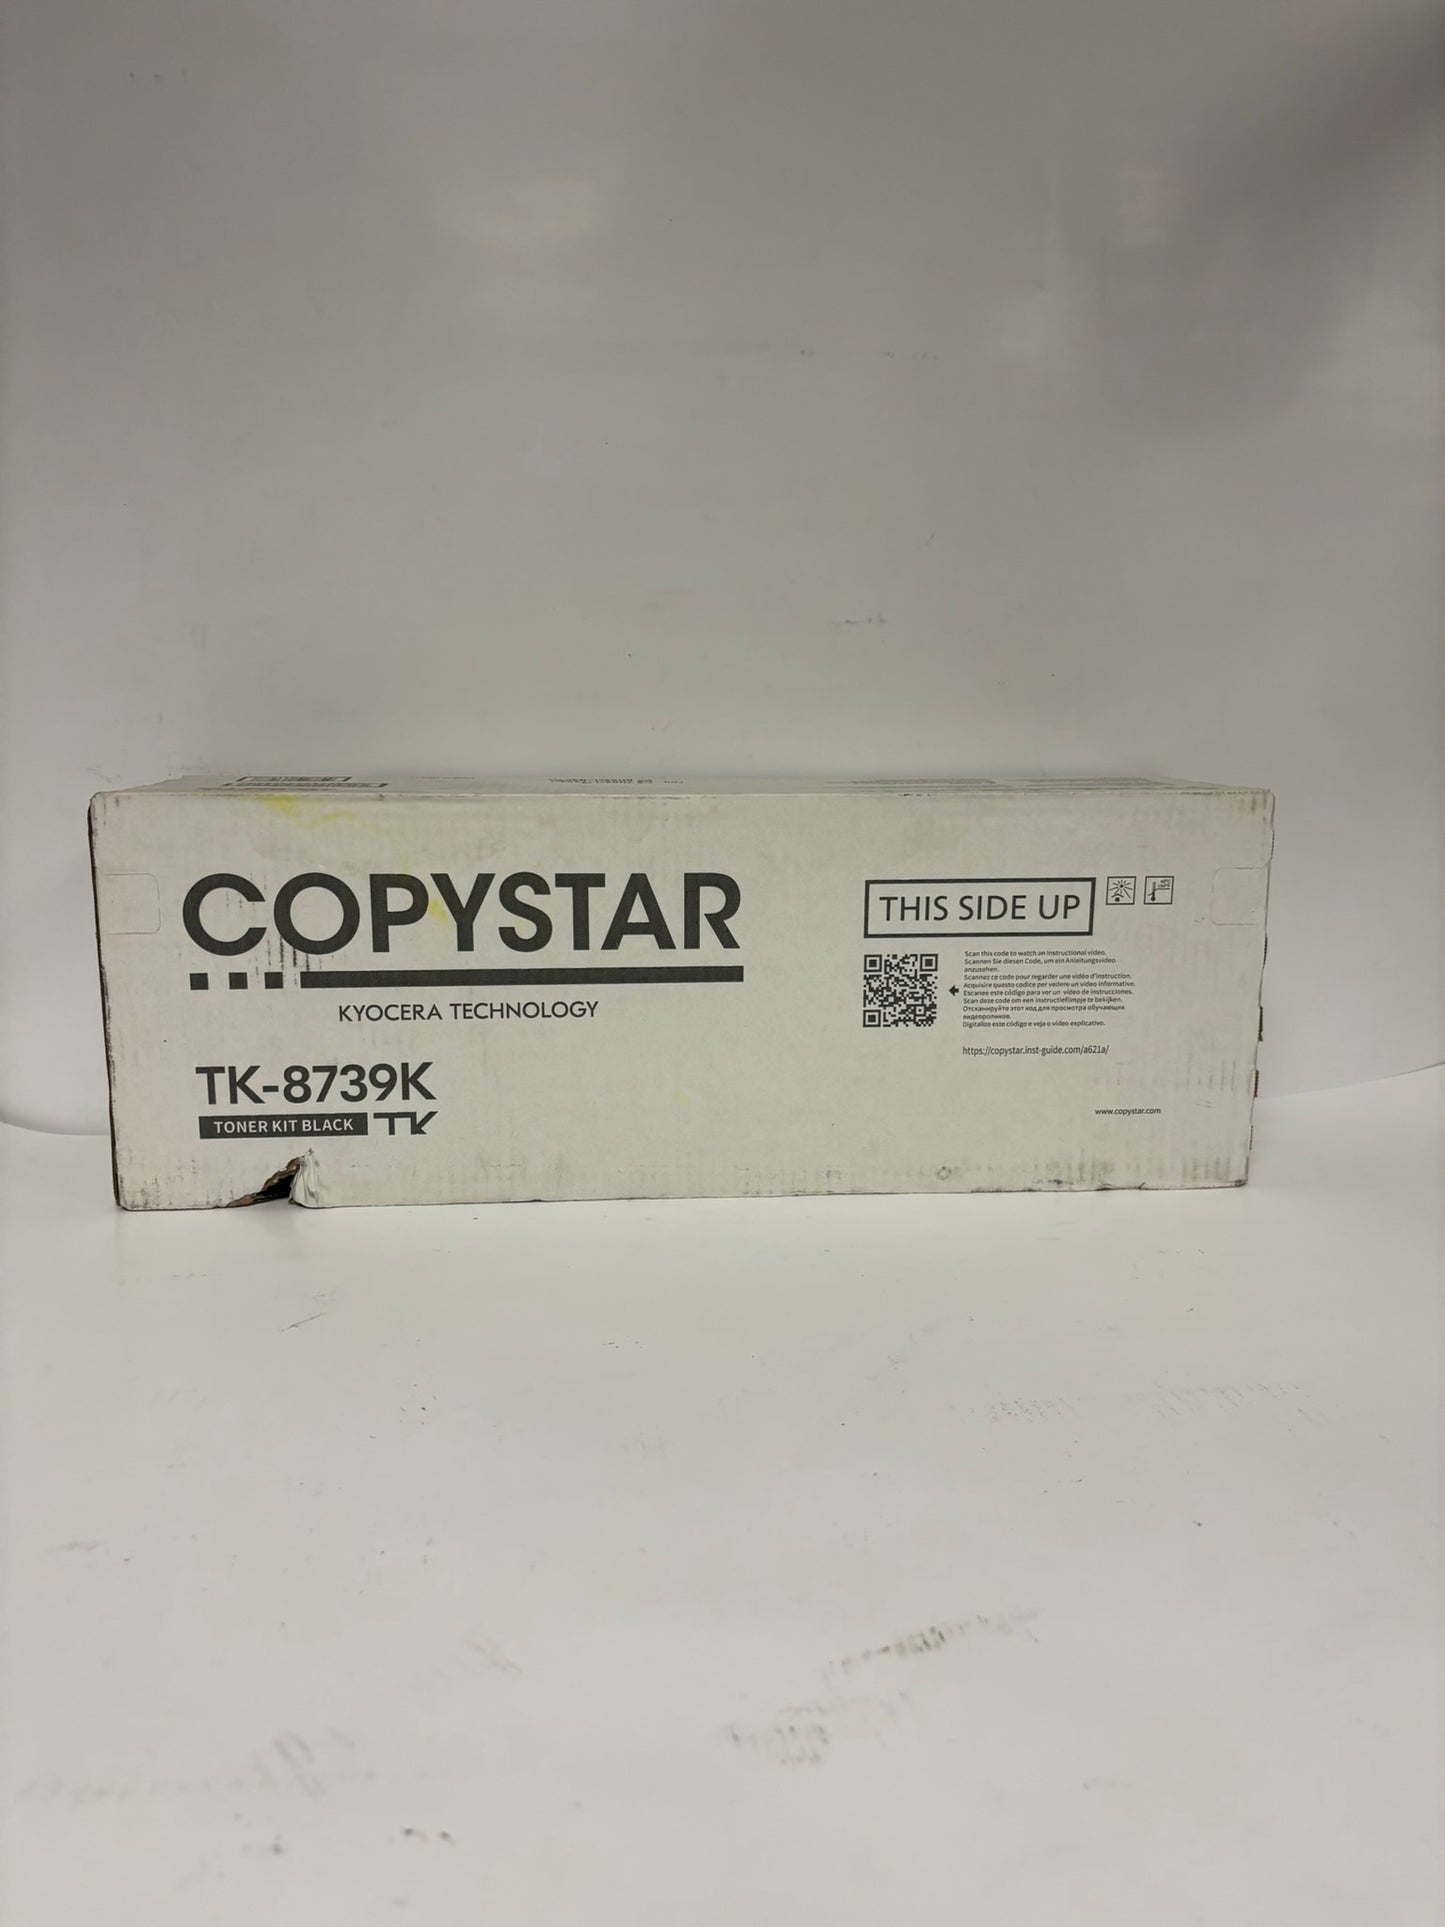 COPYSTAR
KYOCERA TECHNOLOGY
TK-8739K
TONER KIT BLACK
TK
THIS SIDE UP
Scan this code to watch an instructional video.
Scannen Sie diesen Code, um ein Anleitungsvideo
anzusehen.
Scannez ce code pour regarder une vidéo d'instruction.
Acquisire questo codice per vedere un video informative.
Escanee este código para ver un vídeo de instrucciones.
Scan deze code om een instructiefilmpje te bekijken.
Отсканируйте этот код для просмотра обучающих
видеороликов.
Digitalize este código e veja o vídeo explicativo.
https://copystar.inst-guide.com/a621a/
www.copystar.com